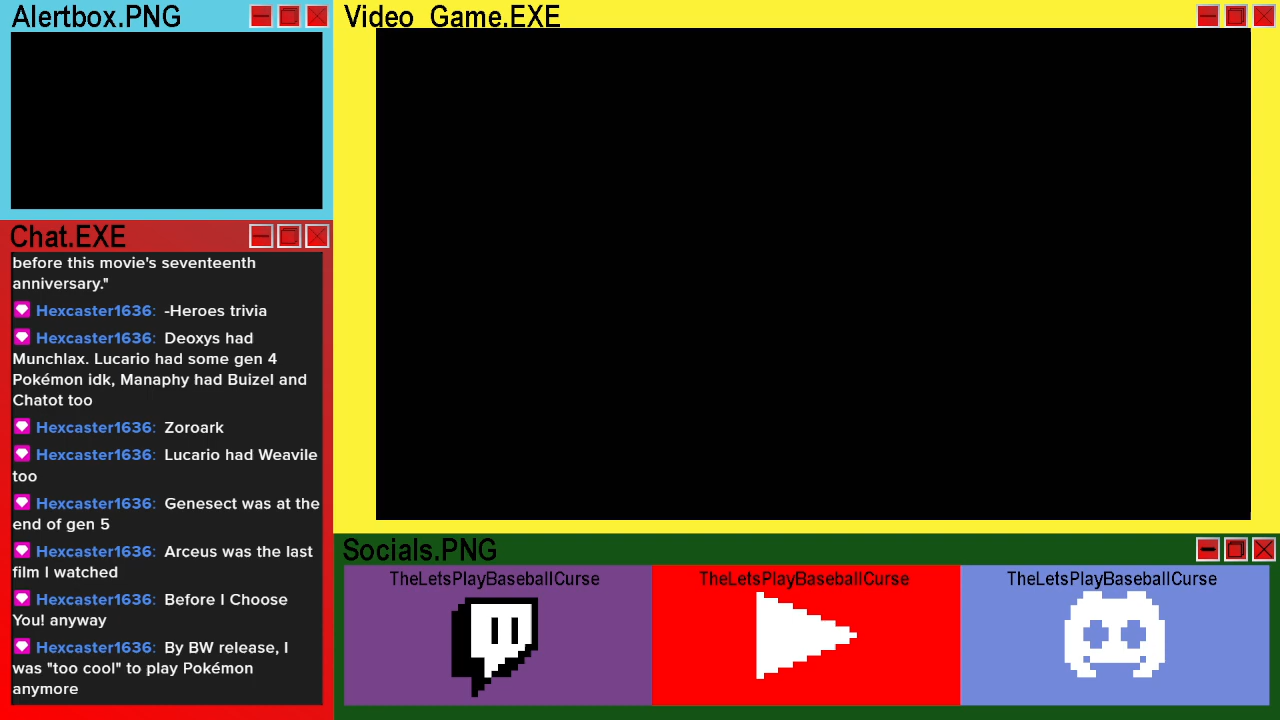 Alertbox.PNG
Video Game.EXE
Chat.EXE
before this movie's seventeenth
anniversary."
Hexcaster1636: -Heroes trivia
Hexcaster1636: Deoxys had
Munchlax. Lucario had some gen 4
Pokémon idk, Manaphy had Buizel and
Chatot too
Hexcaster1636: Zoroark
Hexcaster1636: Lucario had Weavile
too
Hexcaster1636: Genesect was at the
end of gen 5
Hexcaster1636: Arceus was the last
film I watched
Hexcaster1636: Before I Choose
You! anyway
Hexcaster1636: By BW release, I
was "too cool" to play Pokémon
anymore
Socials.PNG
TheLetsPlayBaseballCurse
TheLetsPlayBaseballCurse
TheLetsPlayBaseballCurse